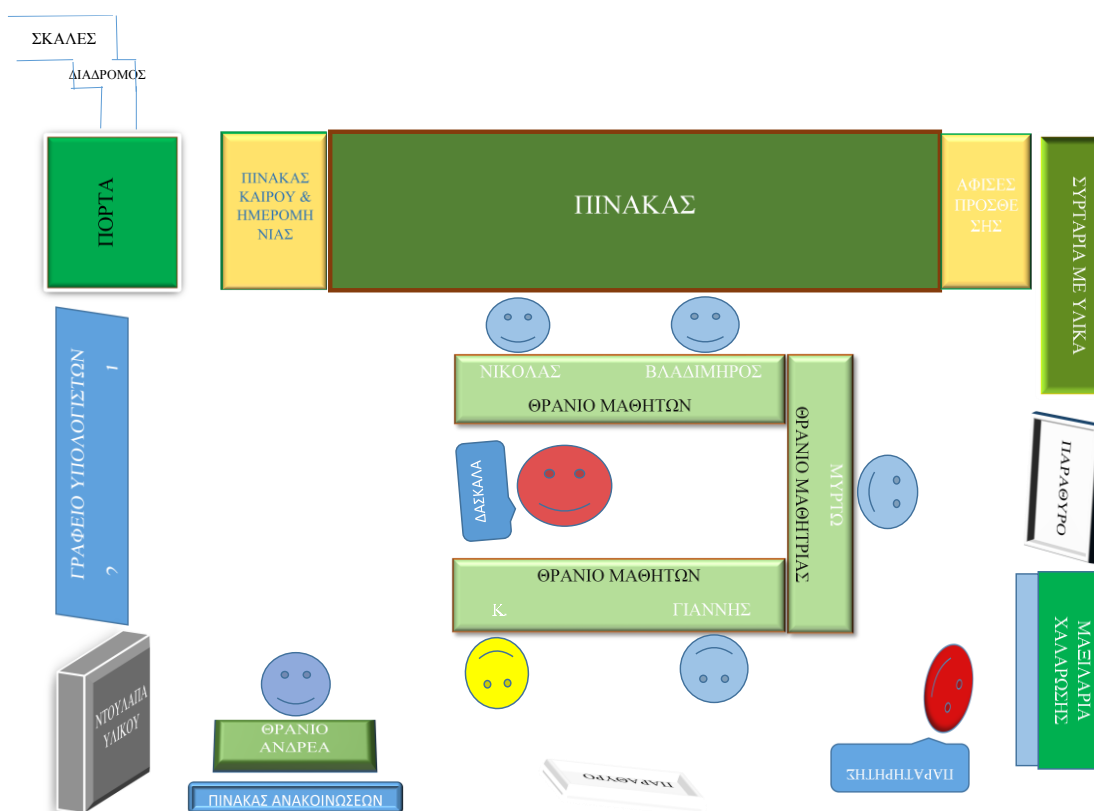 ΣΚΑΛΕΣ
ΔΙΑΔΡΟΜΟΣ
ΠΟΡΤΑ
ΠΙΝΑΚΑΣ
ΚΑΙΡΟΥ &
ΗΜΕΡΟΜΗ
ΝΙΑΣ
ΠΙΝΑΚΑΣ
ΑΦΙΣΕΣ
ΠΡΟΣΘΕ
ΣΗΣ
ΣΥΡΤΑΡΙΑ ΜΕ ΥΛΙΚΑ
ΓΡΑΦΕΙΟ ΥΠΟΛΟΓΙΣΤΩΝ
2 1
ΝΙΚΟΛΑΣ ΒΛΑΔΙΜΗΡΟΣ
ΘΡΑΝΙΟ ΜΑΘΗΤΩΝ
ΘΡΑΝΙΟ ΜΑΘΗΤΡΙΑΣ
ΜΥΡΤΩ
ΔΑΣΚΑΛΑ
ΠΑΡΑΘΥΡΟ
ΘΡΑΝΙΟ ΜΑΘΗΤΩΝ
Κ. ΓΙΑΝΝΗΣ
ΜΑΞΙΛΑΡΙΑ
ΧΑΛΑΡΩΣΗΣ
ΝΤΟΥΛΑΠΑ
ΥΛΙΚΟΥ
ΘΡΑΝΙΟ
ΑΝΔΡΕΑ
ΠΙΝΑΚΑΣ ΑΝΑΚΟΙΝΩΣΕΩΝ
ΠΑΡΑΘΥΡΟ
ΠΑΡΑΤΗΡΗΤΗΣ